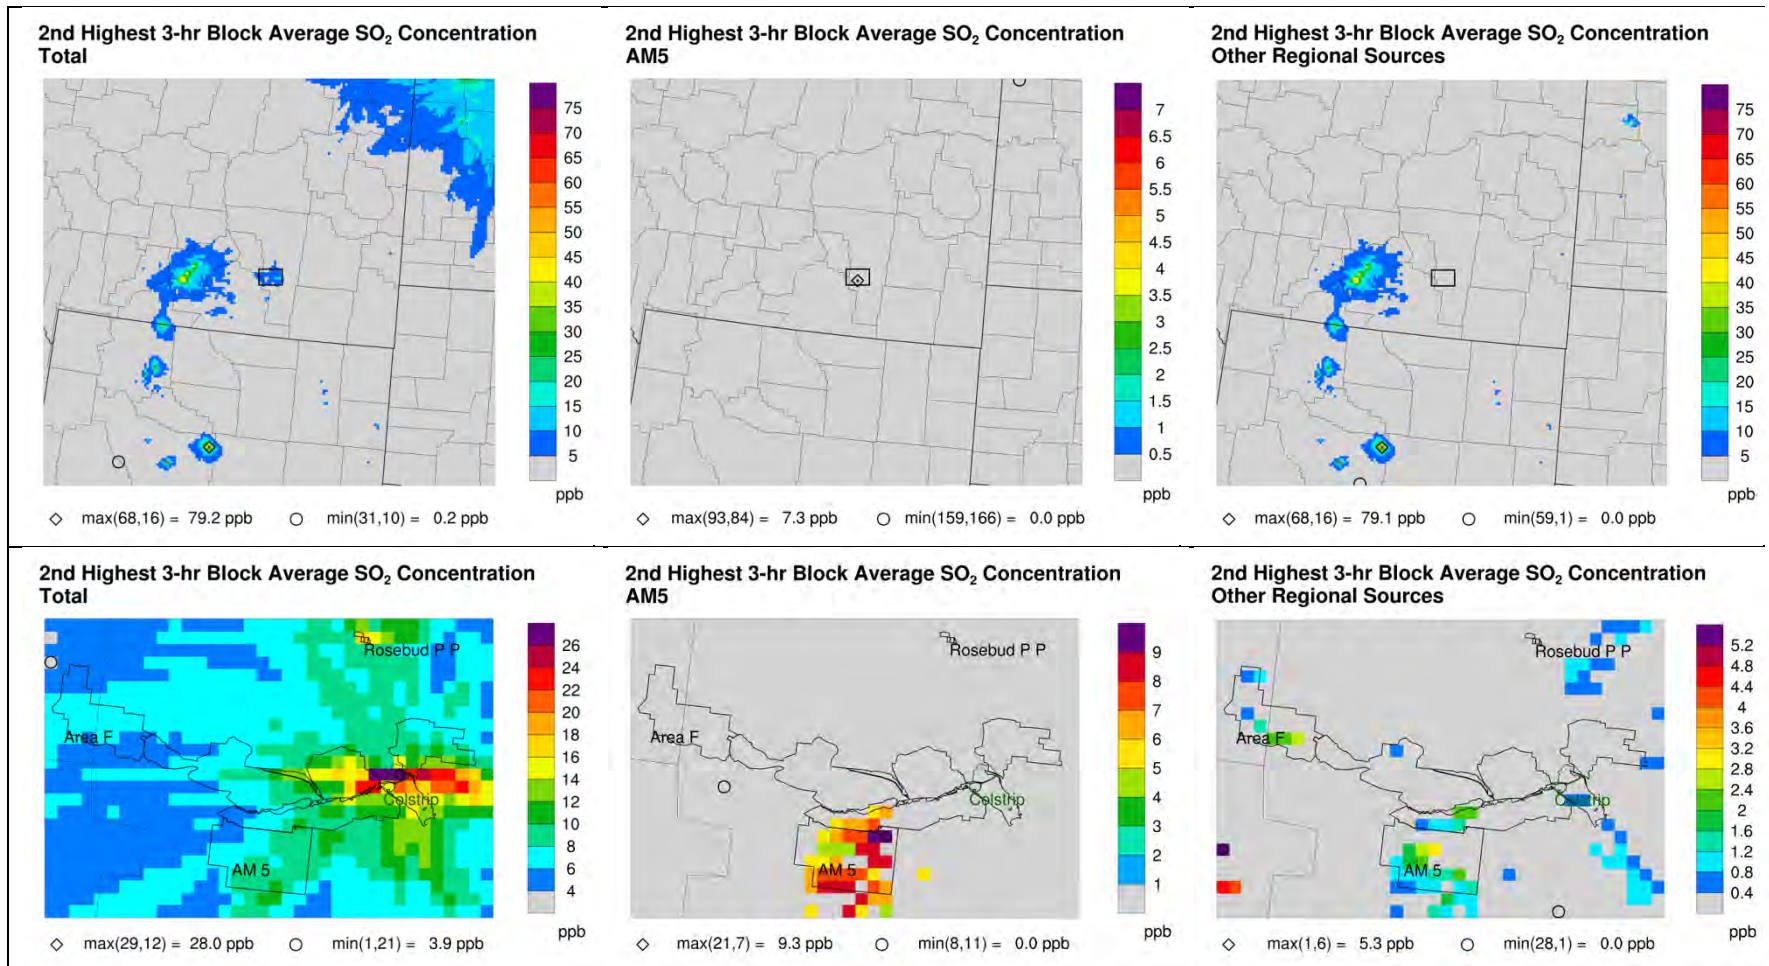 2nd Highest 3-hr Block Average SO₂ Concentration
Total
75
70
65
60
55
50
45
40
35
30
25
20
15
10
5
ppb
max(68,16) = 79.2 ppb
min(31,10) = 0.2 ppb
2nd Highest 3-hr Block Average SO₂ Concentration
AM5
7
6.5
6
5.5
5
4.5
4
3.5
3
2.5
2
1.5
1
0.5
ppb
max(93,84) = 7.3 ppb
min(159,166) = 0.0 ppb
2nd Highest 3-hr Block Average SO₂ Concentration
Other Regional Sources
75
70
65
60
55
50
45
40
35
30
25
20
15
10
5
ppb
max(68,16) = 79.1 ppb
min(59,1) = 0.0 ppb
2nd Highest 3-hr Block Average SO₂ Concentration
Total
Rosebud P P
Area F
Colstrip
AM 5
26
24
22
20
18
16
14
12
10
8
6
4
ppb
max(29,12) = 28.0 ppb
min(1,21) = 3.9 ppb
2nd Highest 3-hr Block Average SO₂ Concentration
AM5
Rosebud P P
Area F
Colstrip
AM 5
9
8
7
6
5
4
3
2
1
ppb
max(21,7) = 9.3 ppb
min(8,11) = 0.0 ppb
2nd Highest 3-hr Block Average SO₂ Concentration
Other Regional Sources
Rosebud P P
Area F
Colstrip
AM 5
5.2
4.8
4.4
4
3.6
3.2
2.8
2.4
2
1.6
1.2
0.8
0.4
ppb
max(1,6) = 5.3 ppb
min(28,1) = 0.0 ppb